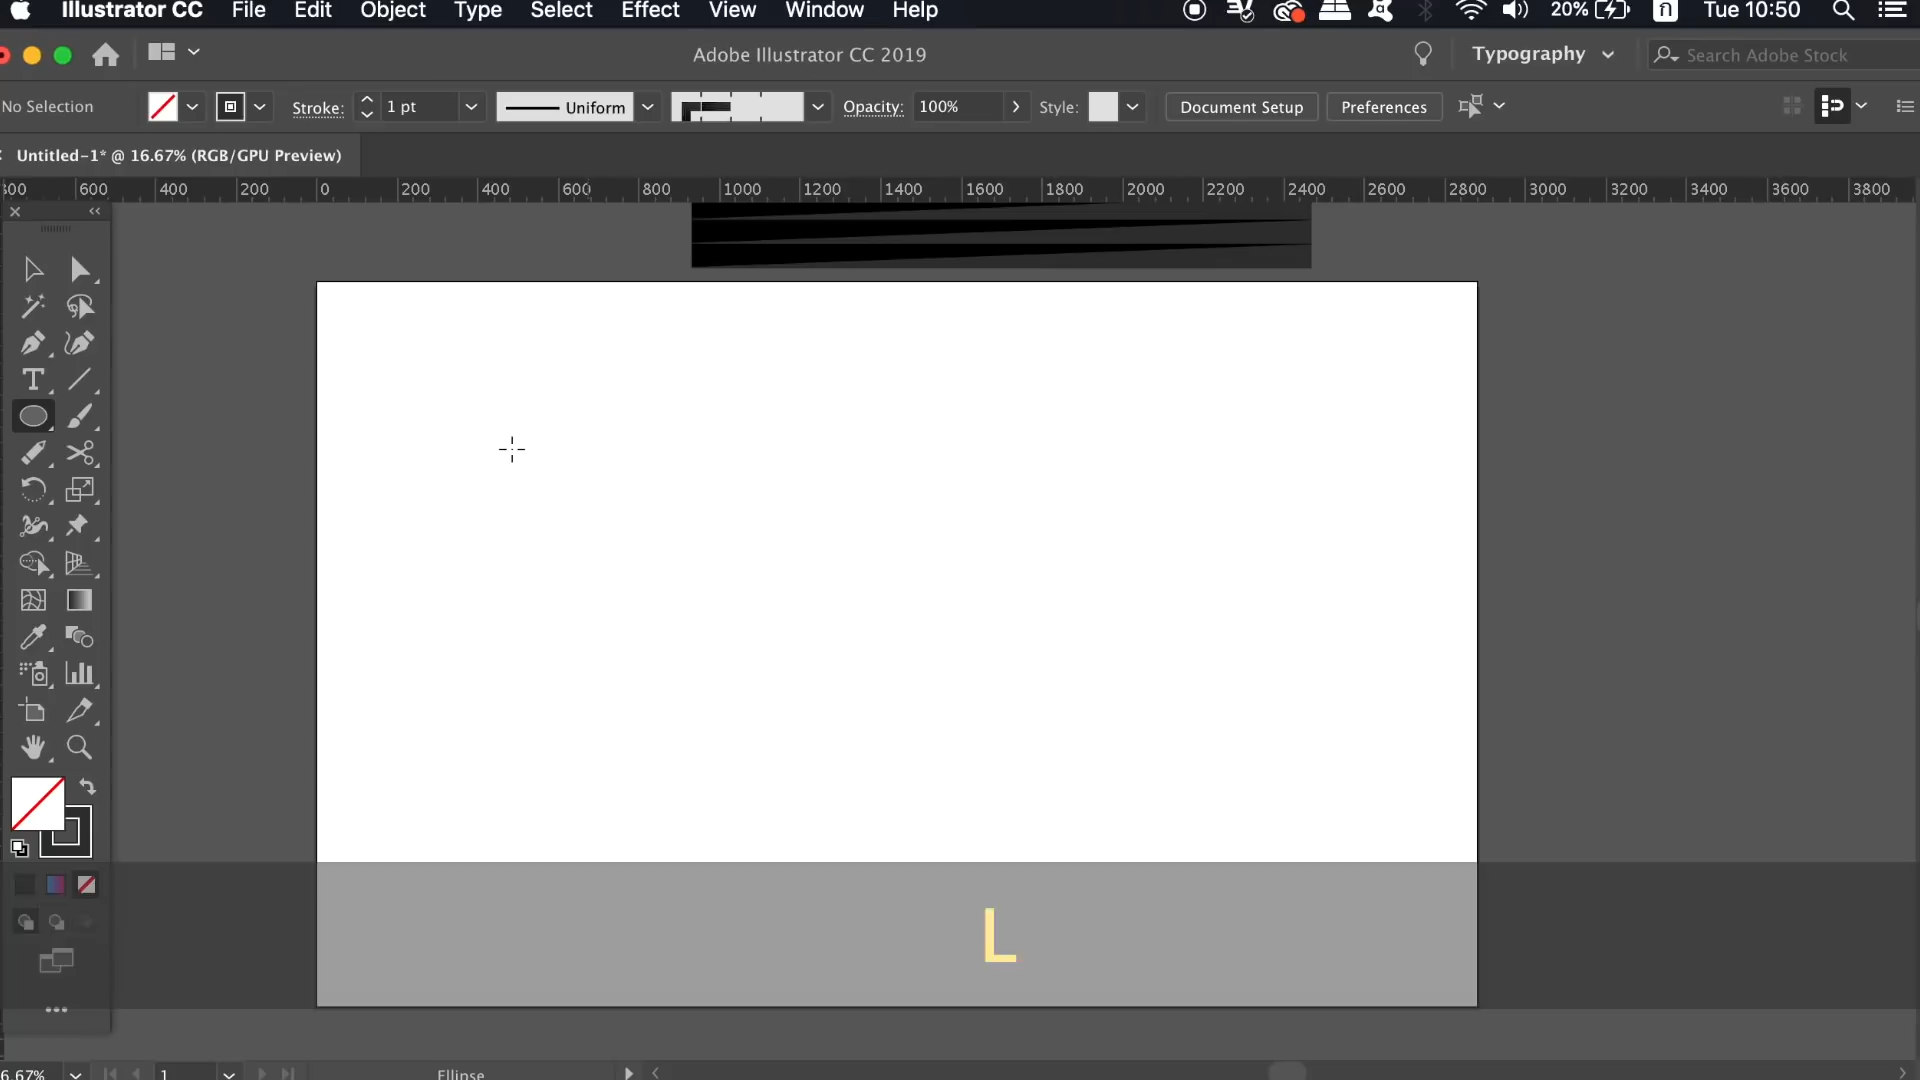 Illustrator CC File Edit Object Type Select Effect View Window Help 20% Tue 10:50
Adobe Illustrator CC 2019 Typography Search Adobe Stock
No Selection Stroke: 1 pt Uniform Opacity: 100% Style: Document Setup Preferences
Untitled-1* @ 16.67% (RGB/GPU Preview)
600 400 200 0 200 400 600 800 1000 1200 1400 1600 1800 2000 2200 2400 2600 2800 3000 3200 3400 3600 3800
L
6.67% 1 Ellipse